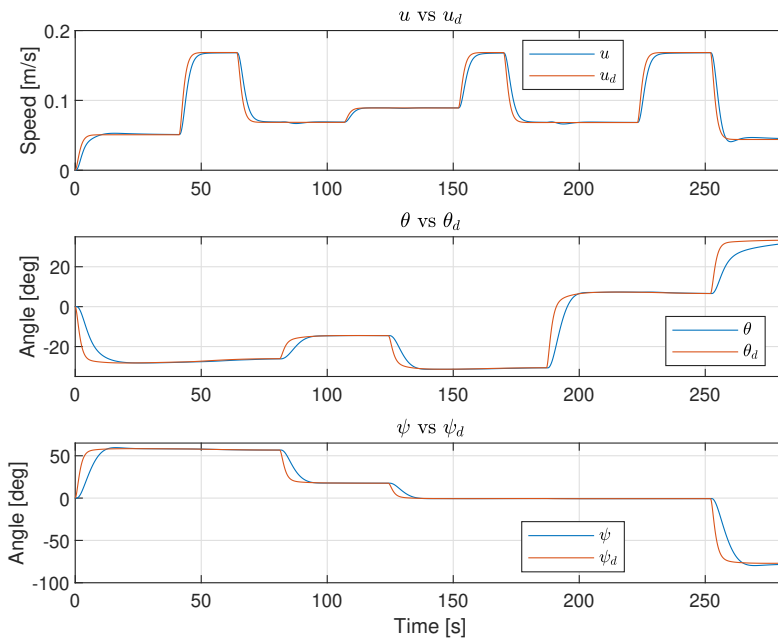 u vs u_d
Speed [m/s]
0.2
0.1
0
u
u_d
0 50 100 150 200 250
θ vs θ_d
Angle [deg]
20
0
-20
θ
θ_d
0 50 100 150 200 250
ψ vs ψ_d
Angle [deg]
50
0
-50
-100
ψ
ψ_d
0 50 100 150 200 250
Time [s]